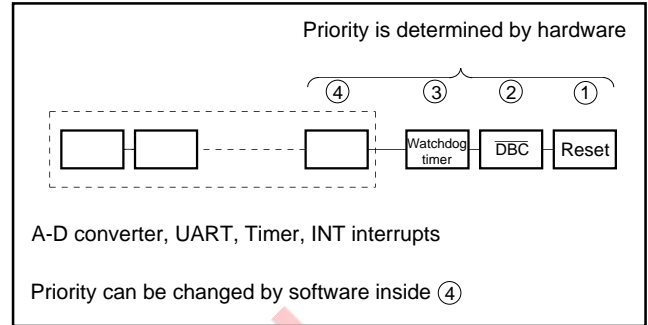 Priority is determined by hardware
④ ③ ② ①
Watchdog
timer
D̅B̅C̅
Reset
A-D converter, UART, Timer, INT interrupts
Priority can be changed by software inside ④